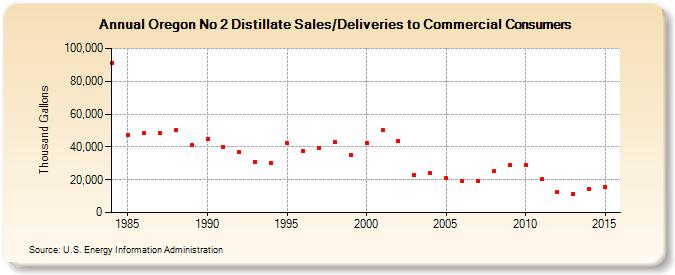 Annual Oregon No 2 Distillate Sales/Deliveries to Commercial Consumers
Thousand Gallons
100,000
80,000
60,000
40,000
20,000
0
1985 1990 1995 2000 2005 2010 2015
Source: U.S. Energy Information Administration